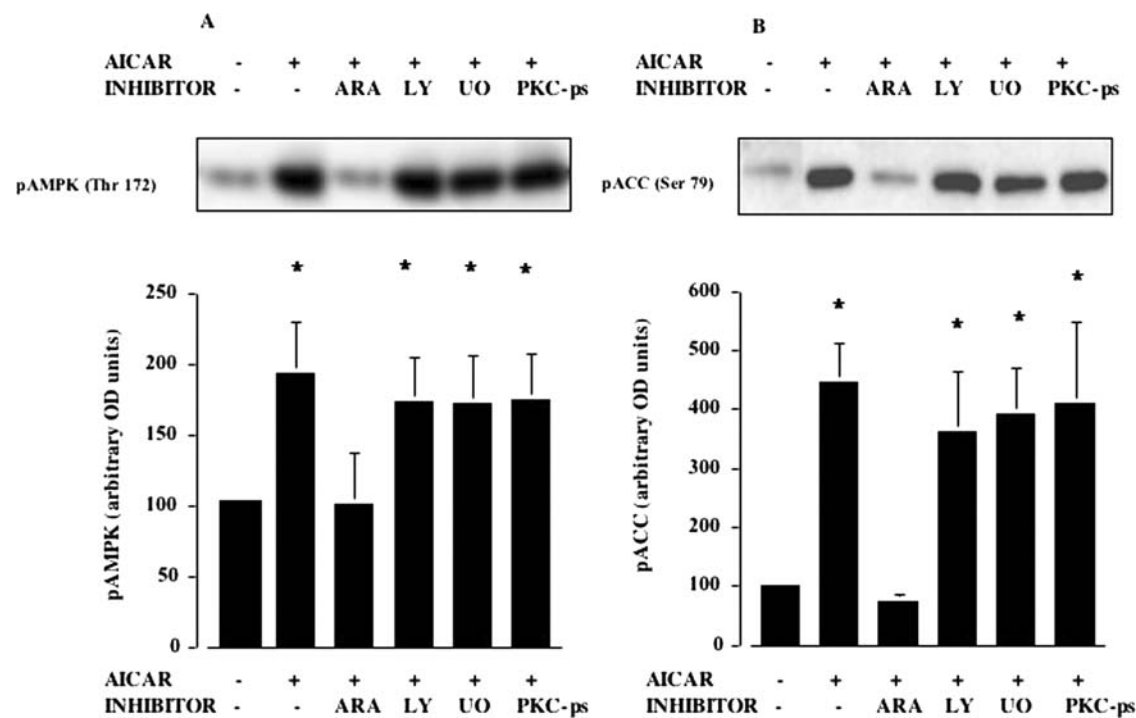 A
AICAR - + + + + +
INHIBITOR - - ARA LY UO PKC-ps
pAMPK (Thr 172)
* * * *
250
200
150
100
50
0
pAMPK (arbitrary OD units)
AICAR - + + + + +
INHIBITOR - - ARA LY UO PKC-ps
B
AICAR - + + + + +
INHIBITOR - - ARA LY UO PKC-ps
pACC (Ser 79)
* * * *
600
500
400
300
200
100
0
pACC (arbitrary OD units)
AICAR - + + + + +
INHIBITOR - - ARA LY UO PKC-ps